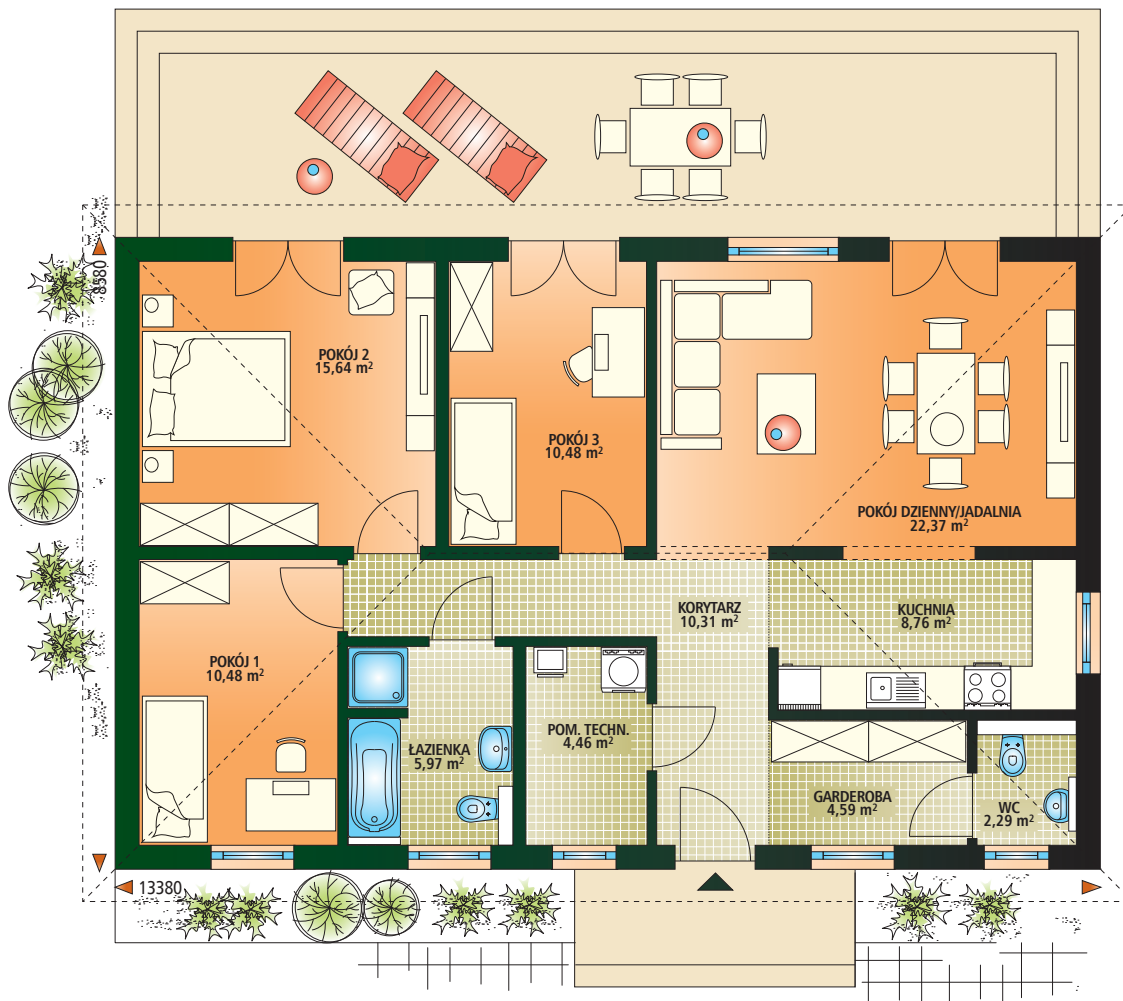 8580
POKÓJ 2
15,64 m²
POKÓJ 3
10,48 m²
POKÓJ DZIENNY/JADALNIA
22,37 m²
KORYTARZ
10,31 m²
KUCHNIA
8,76 m²
POKÓJ 1
10,48 m²
ŁAZIENKA
5,97 m²
POM. TECHN.
4,46 m²
GARDEROBA
4,59 m²
WC
2,29 m²
13380